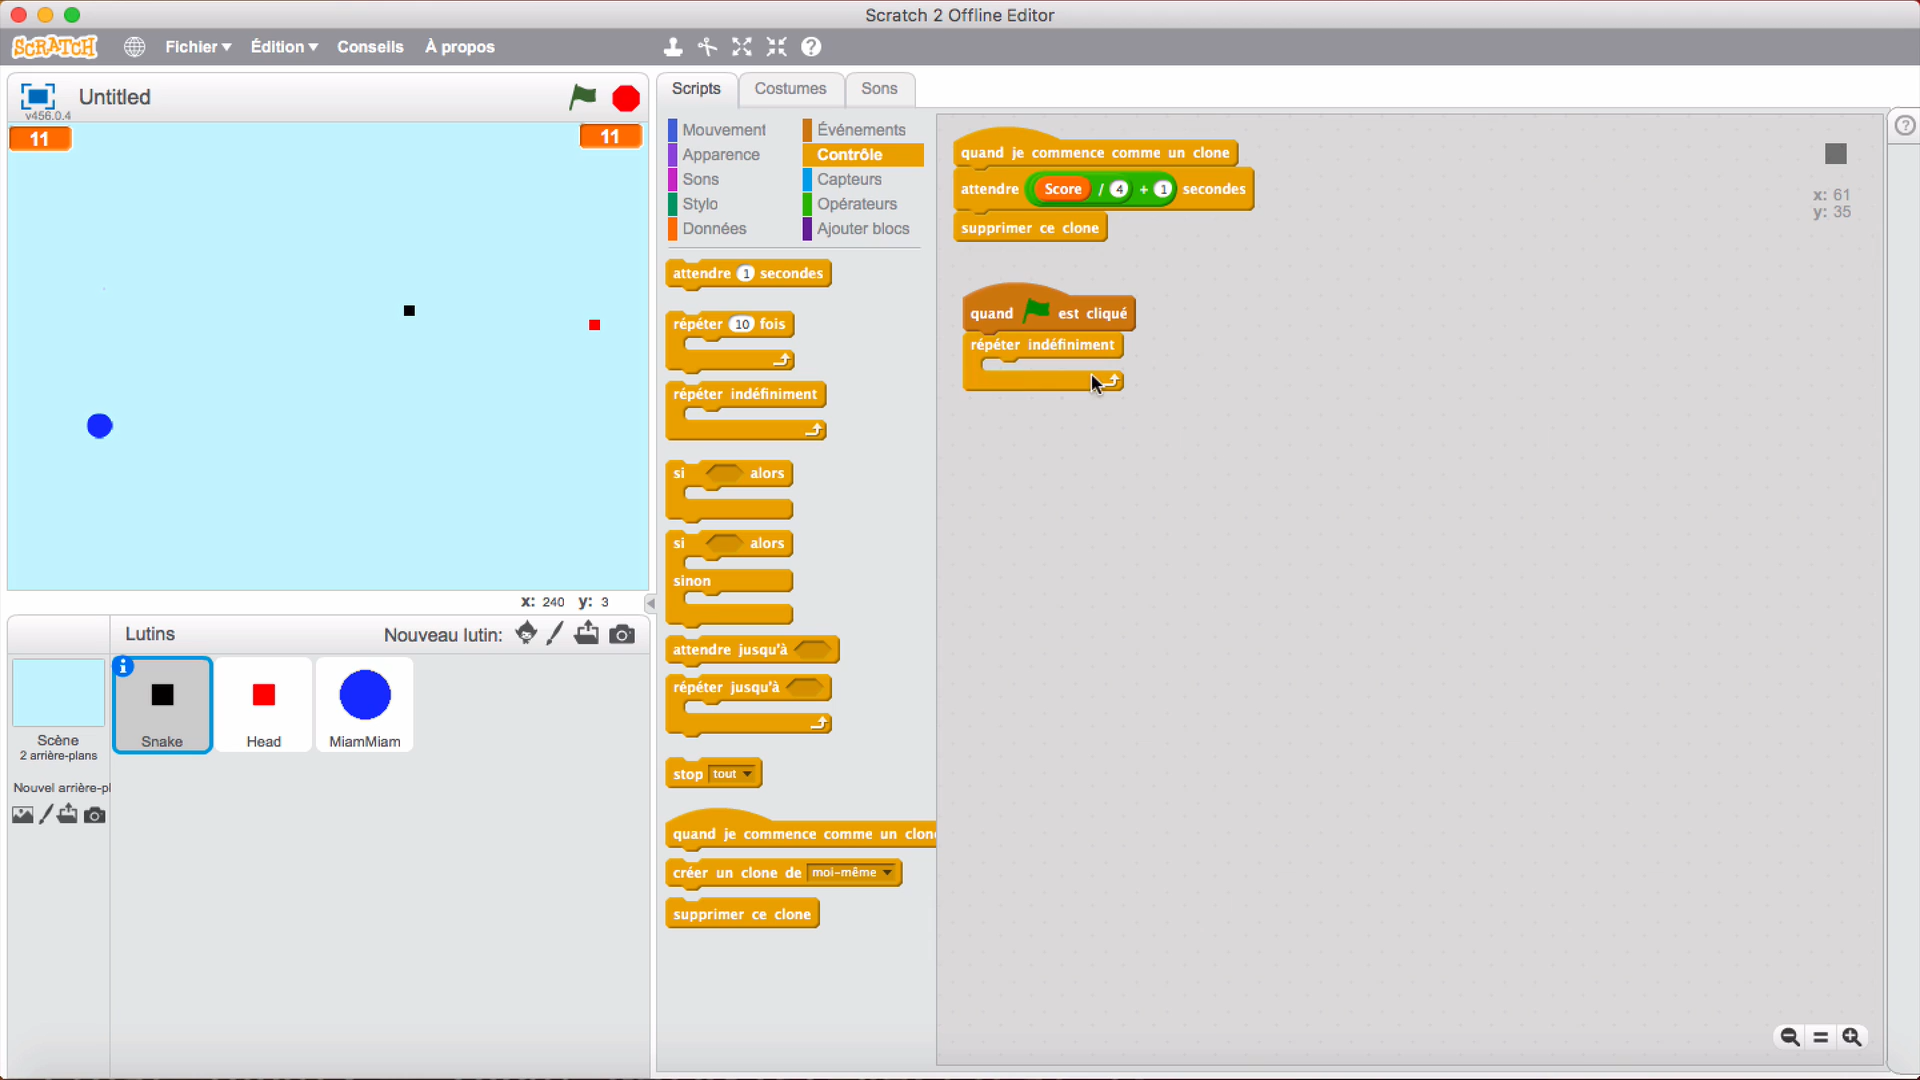 Scratch 2 Offline Editor
SCRATCH Fichier Édition Conseils À propos
Untitled
v456.0.4
11 11
x: 240 y: 3
Lutins Nouveau lutin:
Snake Head MiamMiam
Scène
2 arrière-plans
Nouvel arrière-pl
Scripts Costumes Sons
Mouvement Événements
Apparence Contrôle
Sons Capteurs
Stylo Opérateurs
Données Ajouter blocs
attendre 1 secondes
répéter 10 fois
répéter indéfiniment
si alors
si alors
sinon
attendre jusqu'à
répéter jusqu'à
stop tout
quand je commence comme un clone
créer un clone de moi-même
supprimer ce clone
quand je commence comme un clone
attendre Score / 4 + 1 secondes
supprimer ce clone
quand est cliqué
répéter indéfiniment
x: 61
y: 35